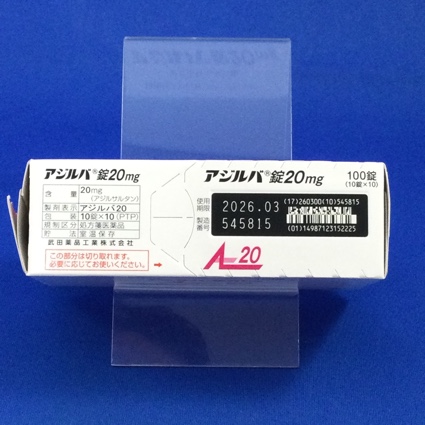 アジルバ®錠20mg
含量 20mg
(アジルサルタン)
製剤表示 アジルバ20
包装 10錠×10(PTP)
規制区分 処方箋医薬品
貯法 室温保存
武田薬品工業株式会社
この部分は切り取れます。
必要に応じてお使いください。
→
アジルバ®錠20mg
100錠
(10錠×10)
使用期限 2026.03
製造番号 545815
(17)260300(10)545815
(01)14987123152225
A 20